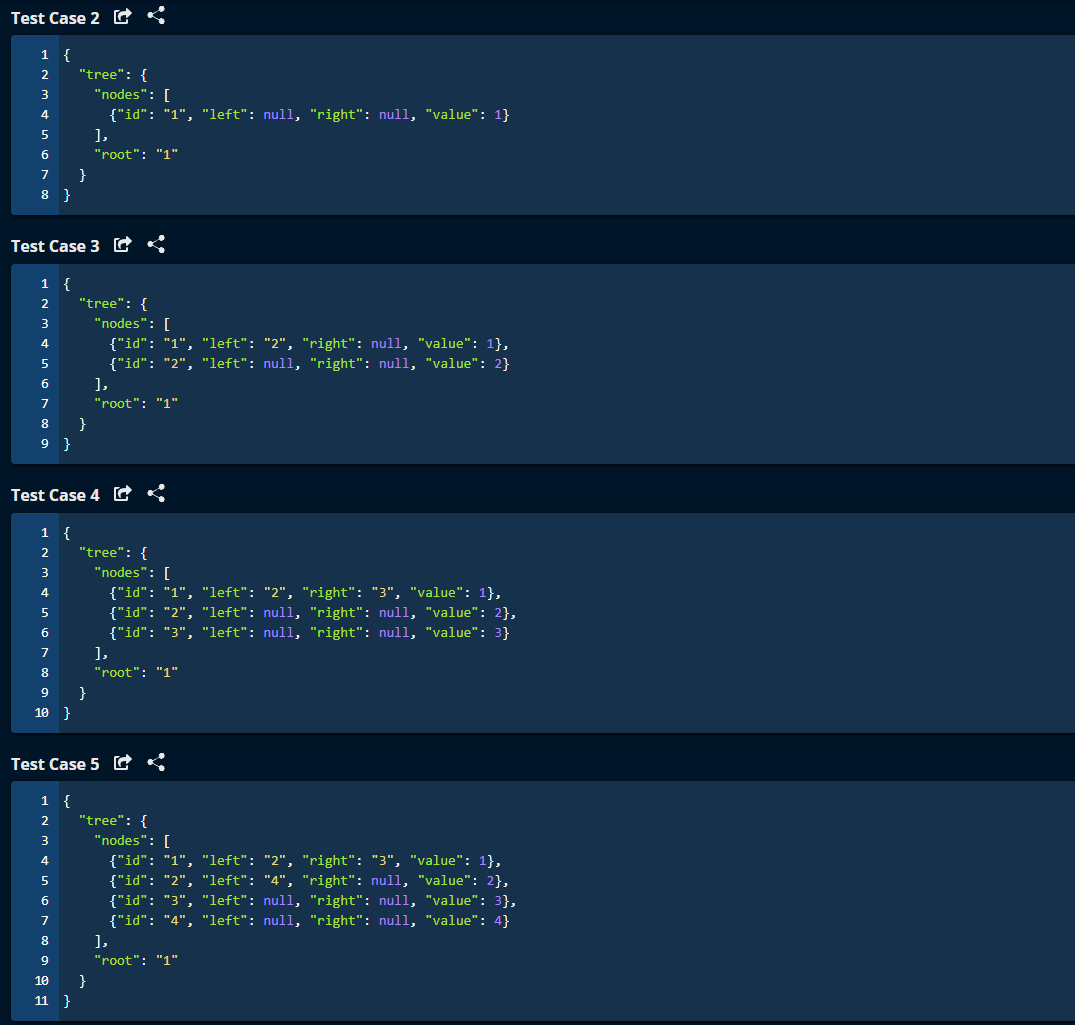 Test Case 2
1 {
2   "tree": {
3     "nodes": [
4       {"id": "1", "left": null, "right": null, "value": 1}
5     ],
6     "root": "1"
7   }
8 }
Test Case 3
1 {
2   "tree": {
3     "nodes": [
4       {"id": "1", "left": "2", "right": null, "value": 1},
5       {"id": "2", "left": null, "right": null, "value": 2}
6     ],
7     "root": "1"
8   }
9 }
Test Case 4
1 {
2   "tree": {
3     "nodes": [
4       {"id": "1", "left": "2", "right": "3", "value": 1},
5       {"id": "2", "left": null, "right": null, "value": 2},
6       {"id": "3", "left": null, "right": null, "value": 3}
7     ],
8     "root": "1"
9   }
10 }
Test Case 5
1 {
2   "tree": {
3     "nodes": [
4       {"id": "1", "left": "2", "right": "3", "value": 1},
5       {"id": "2", "left": "4", "right": null, "value": 2},
6       {"id": "3", "left": null, "right": null, "value": 3},
7       {"id": "4", "left": null, "right": null, "value": 4}
8     ],
9     "root": "1"
10   }
11 }